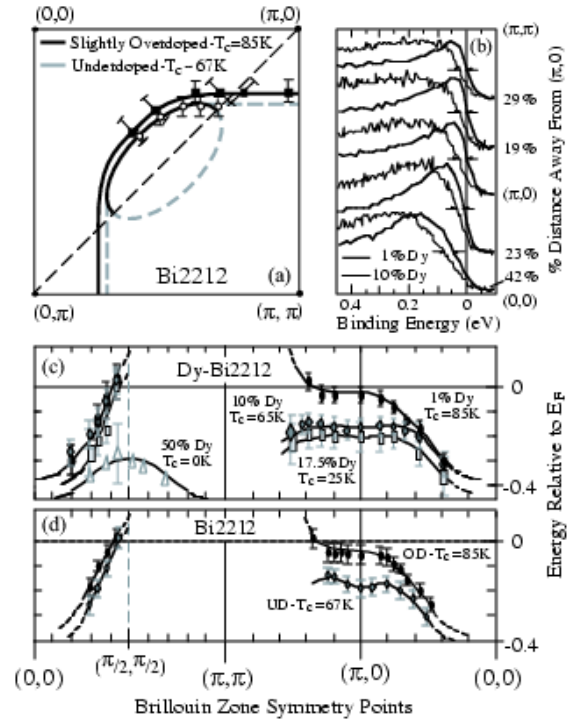 (0,0)
(π,0)
Slightly Overdoped-Tc=85K
Underdoped-Tc-67K
Bi2212
(a)
(0,π)
(π, π)
(b)
(π,π)
29%
19%
(π,0)
23%
42%
(0,0)
1%Dy
10%Dy
0.4
0.2
0
Binding Energy (eV)
% Distance Away From (π,0)
(c)
Dy-Bi2212
10% Dy
Tc=65K
1% Dy
Tc=85K
50% Dy
Tc=0K
17.5%Dy
Tc=25K
0
-0.4
(d)
Bi2212
OD-Tc=85K
UD-Tc=67K
0
-0.4
Energy Relative to EF
(0,0)
(π/2,π/2)
(π,π)
(π,0)
(0,0)
Brillouin Zone Symmetry Points